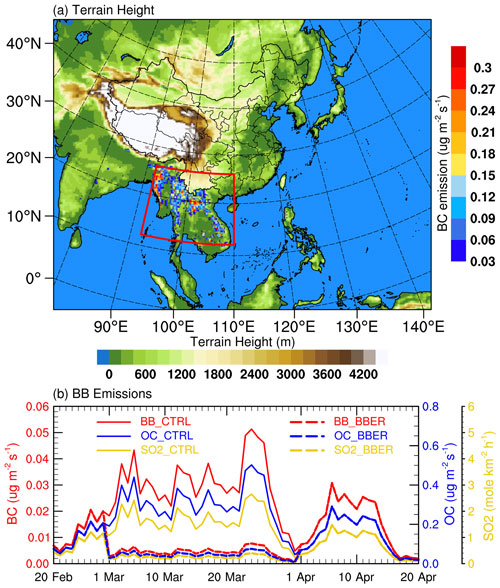 (a) Terrain Height
40°N
30°N
20°N
10°N
0°
90°E 100°E 110°E 120°E 130°E 140°E
0.3
0.27
0.24
0.21
0.18
0.15
0.12
0.09
0.06
0.03
BC emission (ug m⁻² s⁻¹)
Terrain Height (m)
0 600 1200 1800 2400 3000 3600 4200
(b) BB Emissions
BB_CTRL BB_BBER
OC_CTRL OC_BBER
SO2_CTRL SO2_BBER
BC (ug m⁻² s⁻¹)
0.06
0.05
0.04
0.03
0.02
0.01
0.00
0.8
0.6
0.4
0.2
0.0
OC (ug m⁻² s⁻¹)
6
5
4
3
2
1
0
SO2 (mole km⁻² h⁻¹)
20 Feb 1 Mar 10 Mar 20 Mar 1 Apr 10 Apr 20 Apr